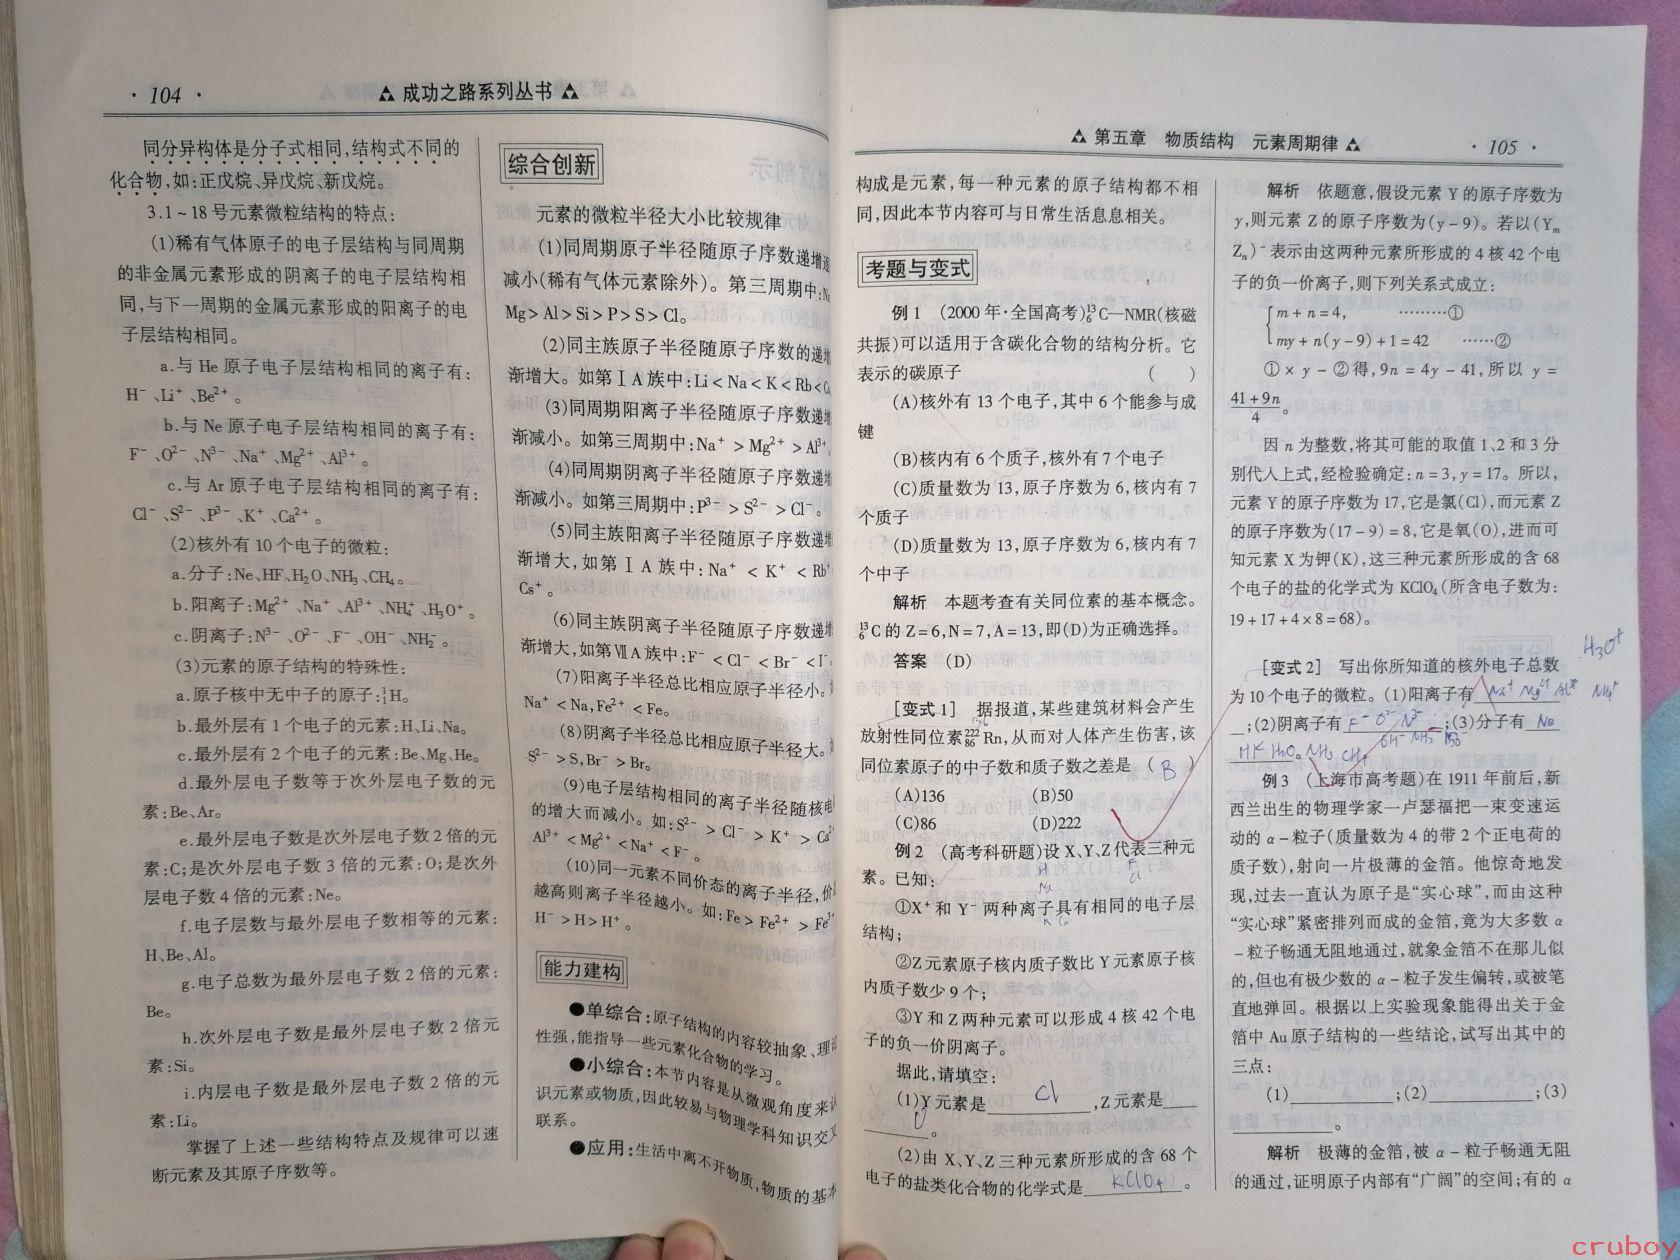 · 104 ·
成功之路系列丛书
同分异构体是分子式相同,结构式不同的
化合物,如:正戊烷、异戊烷、新戊烷。
3.1~18号元素微粒结构的特点:
(1)稀有气体原子的电子层结构与同周期
的非金属元素形成的阴离子的电子层结构相
同,与下一周期的金属元素形成的阳离子的电
子层结构相同。
a.与He原子电子层结构相同的离子有:
H⁻、Li⁺、Be²⁺。
b.与Ne原子电子层结构相同的离子有:
F⁻、O²⁻、N³⁻、Na⁺、Mg²⁺、Al³⁺。
c.与Ar原子电子层结构相同的离子有:
Cl⁻、S²⁻、P³⁻、K⁺、Ca²⁺。
(2)核外有10个电子的微粒:
a.分子:Ne、HF、H₂O、NH₃、CH₄。
b.阳离子:Mg²⁺、Na⁺、Al³⁺、NH₄⁺、H₃O⁺。
c.阴离子:N³⁻、O²⁻、F⁻、OH⁻、NH₂⁻。
(3)元素的原子结构的特殊性:
a.原子核中无中子的原子:¹₁H。
b.最外层有1个电子的元素:H、Li、Na。
c.最外层有2个电子的元素:Be、Mg、He。
d.最外层电子数等于次外层电子数的元
素:Be、Ar。
e.最外层电子数是次外层电子数2倍的元
素:C;是次外层电子数3倍的元素:O;是次外
层电子数4倍的元素:Ne。
f.电子层数与最外层电子数相等的元素:
H、Be、Al。
g.电子总数为最外层电子数2倍的元素:
Be。
h.次外层电子数是最外层电子数2倍元
素:Si。
i.内层电子数是最外层电子数2倍的元
素:Li。
掌握了上述一些结构特点及规律可以速
断元素及其原子序数等。
综合创新
元素的微粒半径大小比较规律
(1)同周期原子半径随原子序数递增逐
减小(稀有气体元素除外)。第三周期中:Na
Mg>Al>Si>P>S>Cl。
(2)同主族原子半径随原子序数的递增
渐增大。如第ⅠA族中:Li<Na<K<Rb<
(3)同周期阳离子半径随原子序数递增
渐减小。如第三周期中:Na⁺>Mg²⁺>Al³⁺。
(4)同周期阴离子半径随原子序数递增
渐减小。如第三周期中:P³⁻>S²⁻>Cl⁻。
(5)同主族阳离子半径随原子序数递增
渐增大,如第ⅠA族中:Na⁺<K⁺<Rb⁺
Cs⁺。
(6)同主族阴离子半径随原子序数递增
渐增大,如第ⅦA族中:F⁻<Cl⁻<Br⁻<I⁻
(7)阳离子半径总比相应原子半径小。
Na⁺<Na,Fe²⁺<Fe。
(8)阴离子半径总比相应原子半径大。
S²⁻>S,Br⁻>Br。
(9)电子层结构相同的离子半径随核电
的增大而减小。如:S²⁻>Cl⁻>K⁺>Ca²⁺
Al³⁺<Mg²⁺<Na⁺<F⁻。
(10)同一元素不同价态的离子半径,价
越高则离子半径越小。如:Fe>Fe²⁺>Fe³⁺
H⁻>H>H⁺。
能力建构
●单综合:原子结构的内容较抽象、理论
性强,能指导一些元素化合物的学习。
●小综合:本节内容是从微观角度来认
识元素或物质,因此较易与物理学科知识交叉
联系。
●应用:生活中离不开物质,物质的基本
第五章 物质结构 元素周期律
· 105 ·
构成是元素,每一种元素的原子结构都不相
同,因此本节内容可与日常生活息息相关。
考题与变式
例1 (2000年·全国高考)¹³₆C—NMR(核磁
共振)可以适用于含碳化合物的结构分析。它
表示的碳原子 ( )
(A)核外有13个电子,其中6个能参与成
键
(B)核内有6个质子,核外有7个电子
(C)质量数为13,原子序数为6,核内有7
个质子
(D)质量数为13,原子序数为6,核内有7
个中子
解析 本题考查有关同位素的基本概念。
¹³₆C的Z=6,N=7,A=13,即(D)为正确选择。
答案 (D)
[变式1] 据报道,某些建筑材料会产生
136
放射性同位素²²²₈₆Rn,从而对人体产生伤害,该
同位素原子的中子数和质子数之差是 ( B )
(A)136 (B)50
(C)86 (D)222
例2 (高考科研题)设X、Y、Z代表三种元
素。已知:
H F
Na Cl
①X⁺和Y⁻两种离子具有相同的电子层
结构;
②Z元素原子核内质子数比Y元素原子核
内质子数少9个;
③Y和Z两种元素可以形成4核42个电
子的负一价阴离子。
据此,请填空:
(1)Y元素是 Cl ,Z元素是
O 。
(2)由X、Y、Z三种元素所形成的含68个
电子的盐类化合物的化学式是 KClO₄ 。
解析 依题意,假设元素Y的原子序数为
y,则元素Z的原子序数为(y-9)。若以(Yₘ
Zₙ)⁻表示由这两种元素所形成的4核42个电
子的负一价离子,则下列关系式成立:
m+n=4, ………①
my+n(y-9)+1=42 ……②
①×y-②得,9n=4y-41,所以y=
41+9n
4 。
因n为整数,将其可能的取值1、2和3分
别代人上式,经检验确定:n=3,y=17。所以,
元素Y的原子序数为17,它是氯(Cl),而元素Z
的原子序数为(17-9)=8,它是氧(O),进而可
知元素X为钾(K),这三种元素所形成的含68
个电子的盐的化学式为KClO₄(所含电子数为:
19+17+4×8=68)。
H₃O⁺
[变式2] 写出你所知道的核外电子总数
为10个电子的微粒。(1)阳离子有 Na⁺ Mg²⁺ Al³⁺ NH₄⁺
;(2)阴离子有 F⁻ O²⁻ N³⁻ ;(3)分子有 Ne
OH⁻ NH₂⁻
HF H₂O NH₃ CH₄ 。
例3 (上海市高考题)在1911年前后,新
西兰出生的物理学家一卢瑟福把一束变速运
动的α-粒子(质量数为4的带2个正电荷的
质子数),射向一片极薄的金箔。他惊奇地发
现,过去一直认为原子是“实心球”,而由这种
“实心球”紧密排列而成的金箔,竟为大多数α
-粒子畅通无阻地通过,就象金箔不在那儿似
的,但也有极少数的α-粒子发生偏转,或被笔
直地弹回。根据以上实验现象能得出关于金
箔中Au原子结构的一些结论,试写出其中的
三点:
(1)________;(2)________;(3)
________。
解析 极薄的金箔,被α-粒子畅通无阻
的通过,证明原子内部有“广阔”的空间;有的α
cruboy